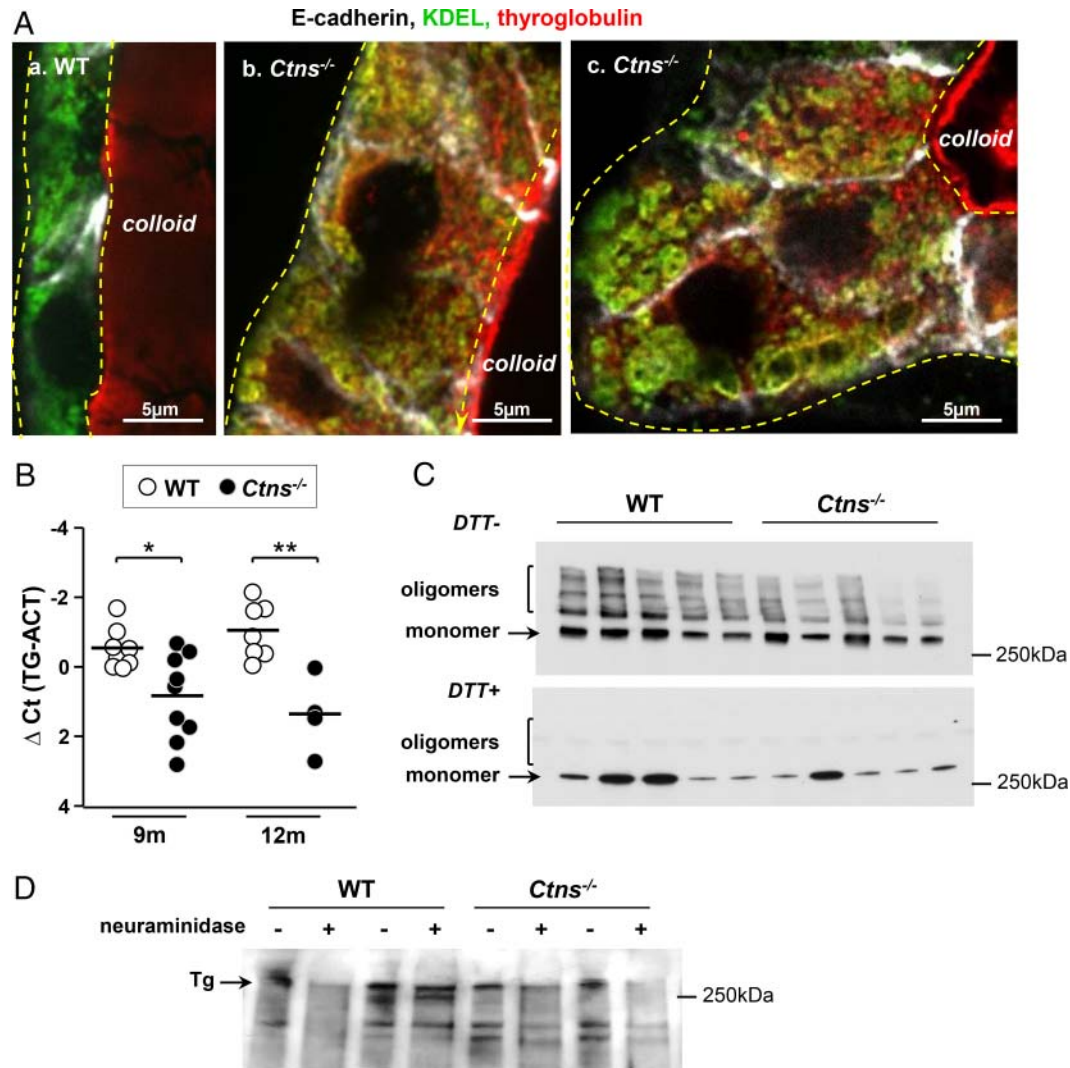 A
E-cadherin, KDEL, thyroglobulin
a. WT
b. Ctns-/-
c. Ctns-/-
colloid
colloid
colloid
5µm
5µm
5µm
B
WT Ctns-/-
* **
-4
-2
0
2
4
Δ Ct (TG-ACT)
9m 12m
C
WT Ctns-/-
DTT-
oligomers
monomer
250kDa
DTT+
oligomers
monomer
250kDa
D
WT Ctns-/-
neuraminidase - + - + - + - +
Tg
250kDa